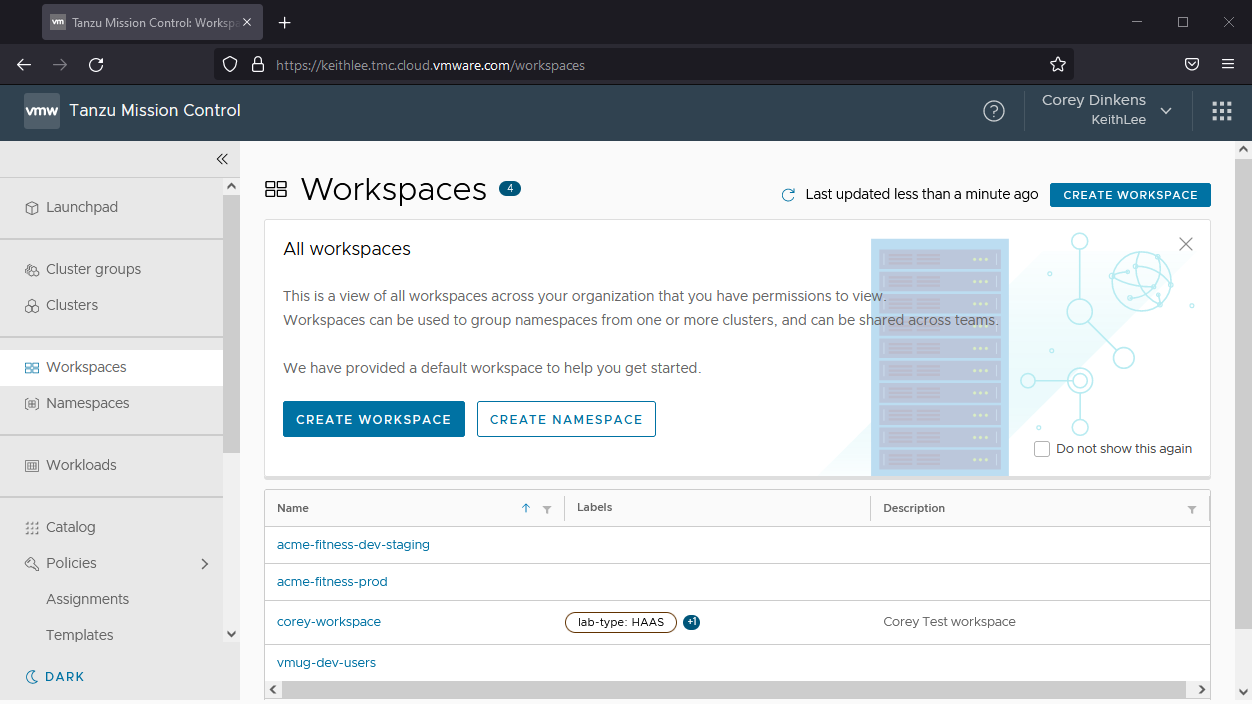 vm Tanzu Mission Control: Workspa
https://keithlee.tmc.cloud.vmware.com/workspaces
vmw Tanzu Mission Control
?
Corey Dinkens
KeithLee
Launchpad
Cluster groups
Clusters
Workspaces
Namespaces
Workloads
Catalog
Policies
Assignments
Templates
DARK
Workspaces 4
Last updated less than a minute ago
CREATE WORKSPACE
All workspaces
This is a view of all workspaces across your organization that you have permissions to view.
Workspaces can be used to group namespaces from one or more clusters, and can be shared across teams.
We have provided a default workspace to help you get started.
CREATE WORKSPACE CREATE NAMESPACE
Do not show this again
Name Labels Description
acme-fitness-dev-staging
acme-fitness-prod
corey-workspace lab-type: HAAS +1 Corey Test workspace
vmug-dev-users